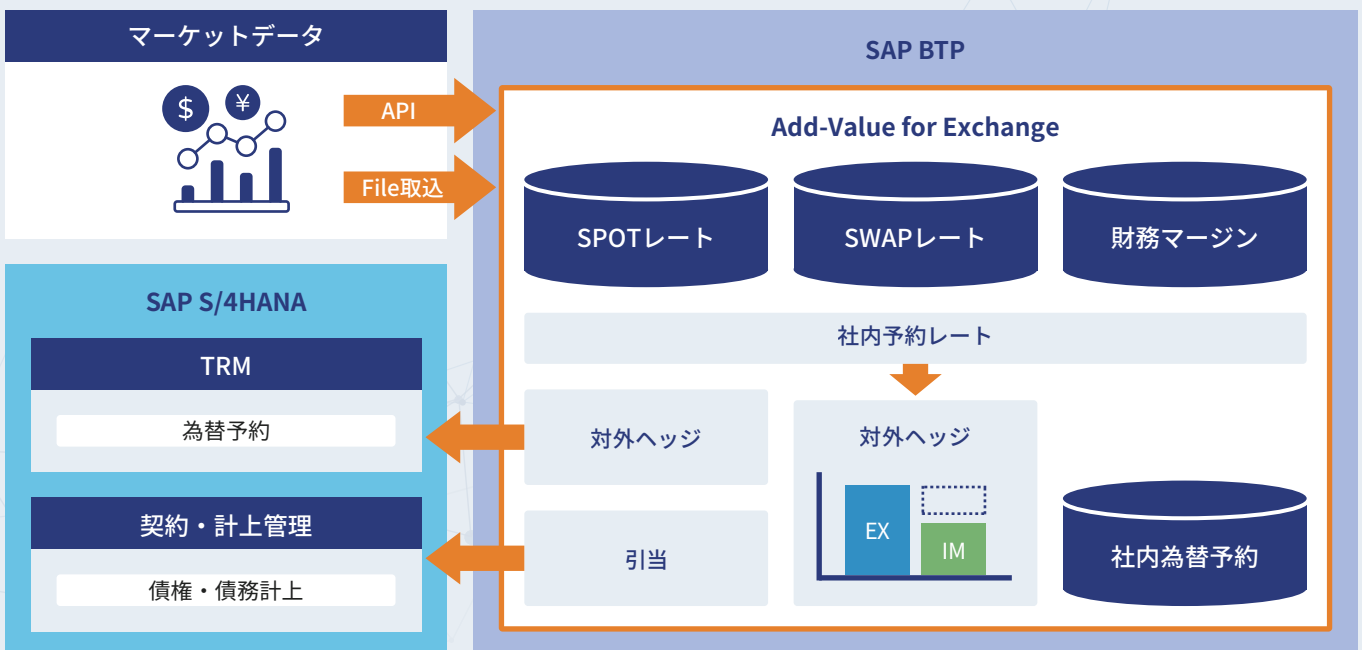 マーケットデータ
$
¥
API
File取込
SAP S/4HANA
TRM
為替予約
契約・計上管理
債権・債務計上
SAP BTP
Add-Value for Exchange
SPOTレート
SWAPレート
財務マージン
社内予約レート
対外ヘッジ
引当
対外ヘッジ
EX
IM
社内為替予約